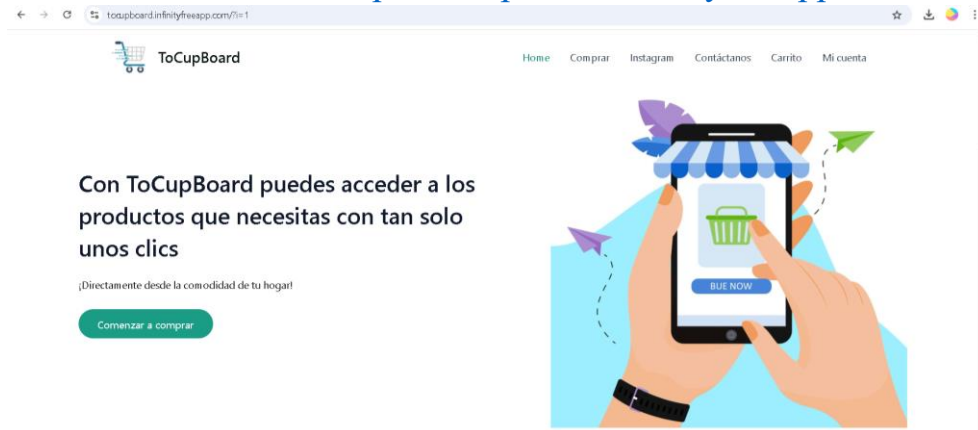 tocupboard.infinityfreeapp.com/?i=1
ToCupBoard
Home Comprar Instagram Contáctanos Carrito Mi cuenta
Con ToCupBoard puedes acceder a los
productos que necesitas con tan solo
unos clics
¡Directamente desde la comodidad de tu hogar!
Comenzar a comprar
BUE NOW